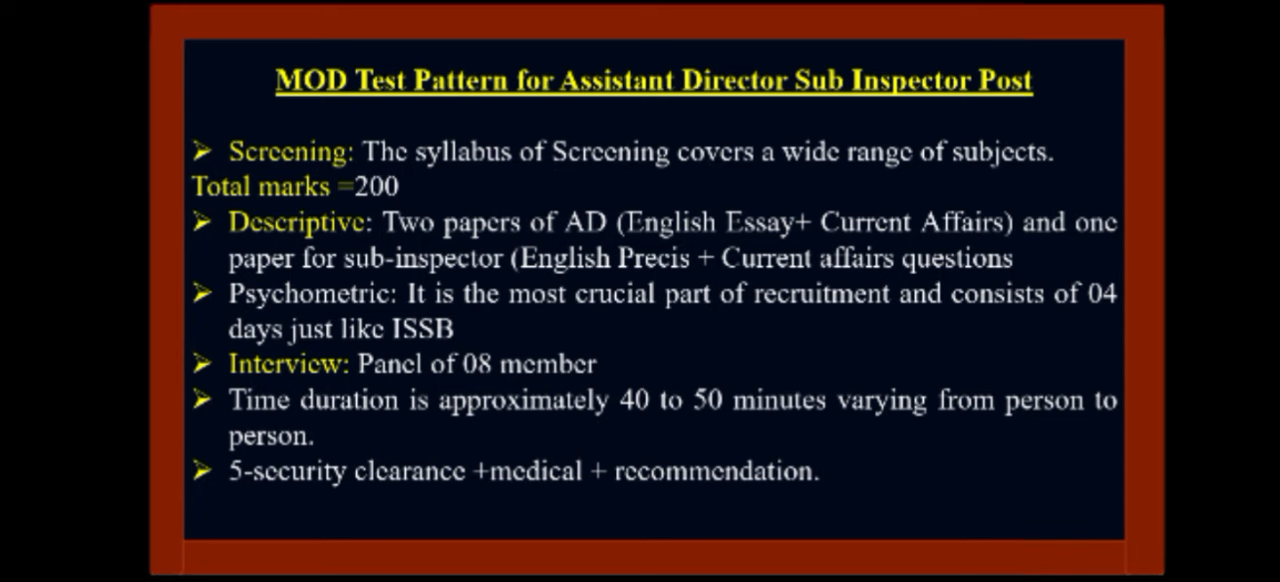 MOD Test Pattern for Assistant Director Sub Inspector Post
➢ Screening: The syllabus of Screening covers a wide range of subjects.
Total marks =200
➢ Descriptive: Two papers of AD (English Essay+ Current Affairs) and one
paper for sub-inspector (English Precis + Current affairs questions
➢ Psychometric: It is the most crucial part of recruitment and consists of 04
days just like ISSB
➢ Interview: Panel of 08 member
➢ Time duration is approximately 40 to 50 minutes varying from person to
person.
➢ 5-security clearance +medical + recommendation.